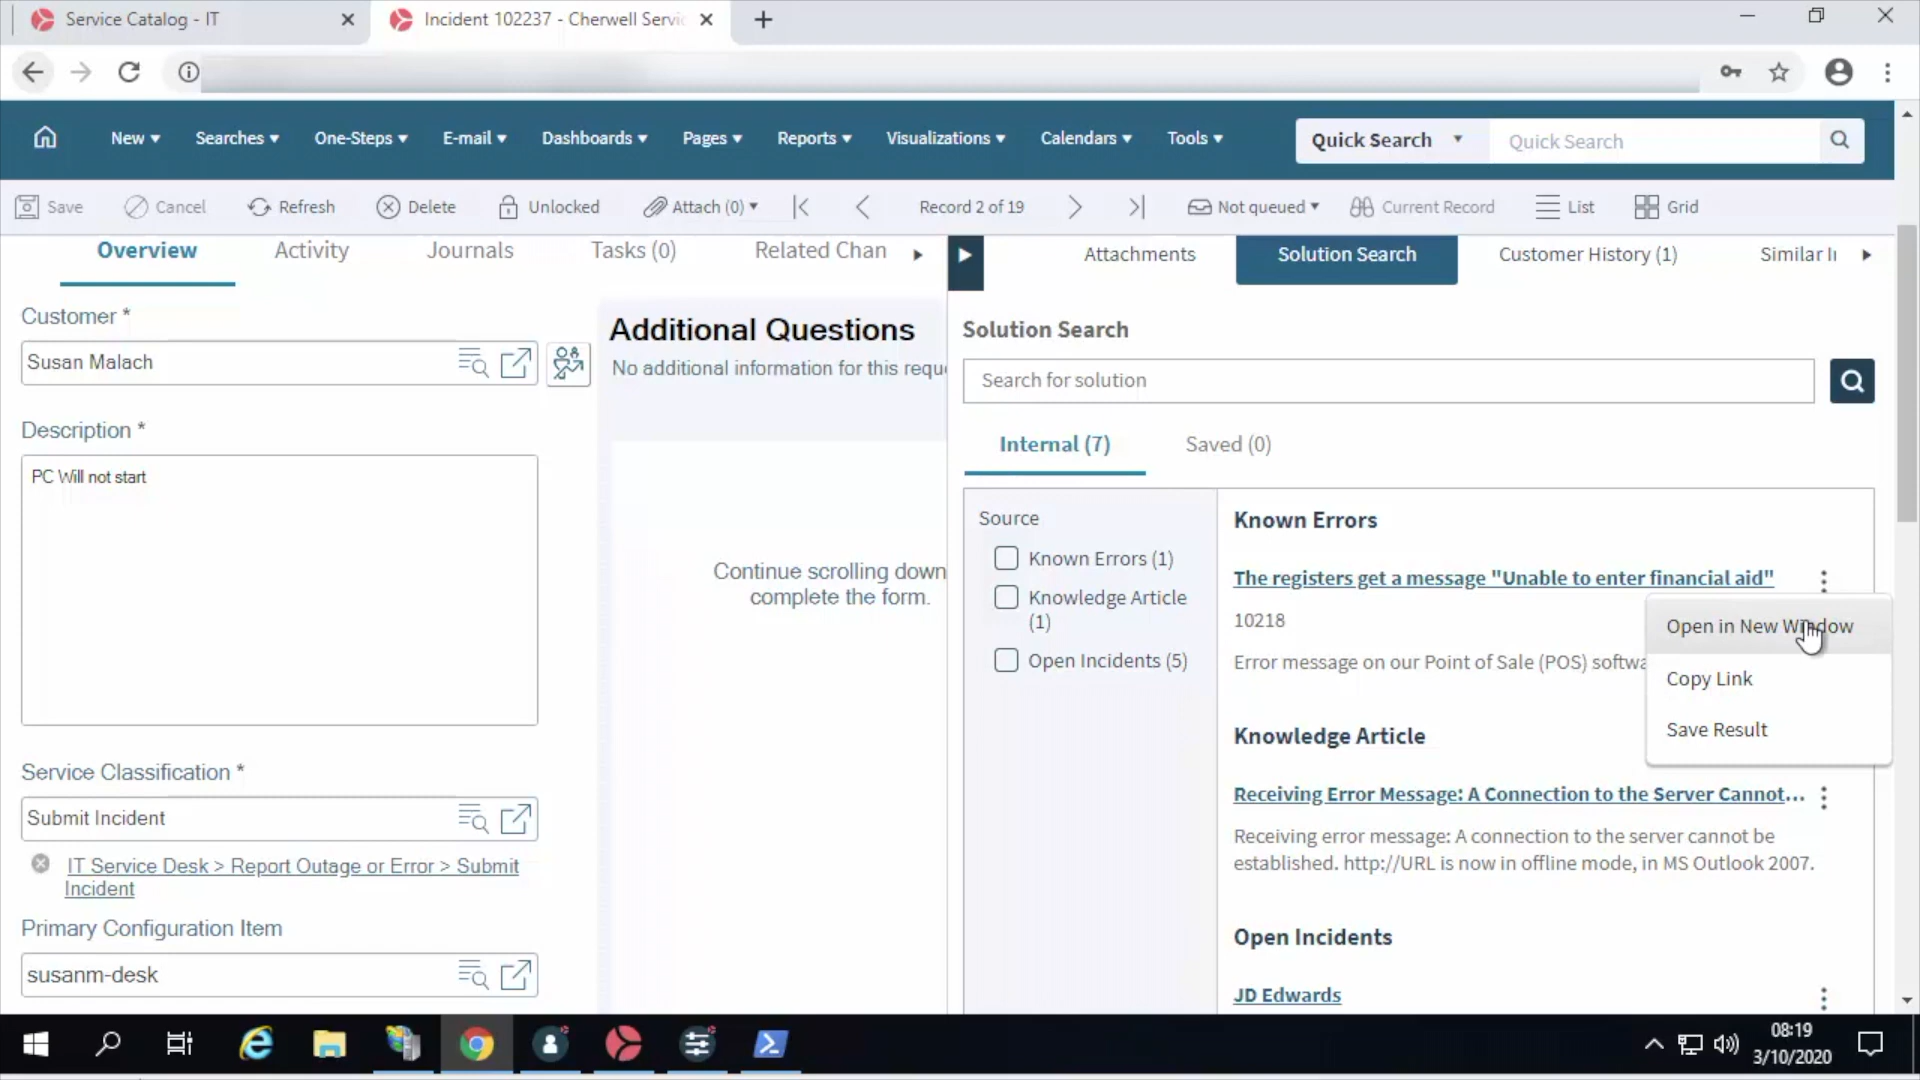 Service Catalog - IT
Incident 102237 - Cherwell Servic
New
Searches
One-Steps
E-mail
Dashboards
Pages
Reports
Visualizations
Calendars
Tools
Quick Search
Quick Search
Save
Cancel
Refresh
Delete
Unlocked
Attach (0)
Record 2 of 19
Not queued
Current Record
List
Grid
Overview
Activity
Journals
Tasks (0)
Related Chan
Attachments
Solution Search
Customer History (1)
Similar I
Customer *
Susan Malach
Description *
PC Will not start
Service Classification *
Submit Incident
IT Service Desk > Report Outage or Error > Submit
Incident
Primary Configuration Item
susanm-desk
Additional Questions
No additional information for this reque
Continue scrolling down
complete the form.
Solution Search
Search for solution
Internal (7)
Saved (0)
Source
Known Errors (1)
Knowledge Article
(1)
Open Incidents (5)
Known Errors
The registers get a message "Unable to enter financial aid"
10218
Error message on our Point of Sale (POS) softwa
Open in New Window
Copy Link
Save Result
Knowledge Article
Receiving Error Message: A Connection to the Server Cannot...
Receiving error message: A connection to the server cannot be
established. http://URL is now in offline mode, in MS Outlook 2007.
Open Incidents
JD Edwards
08:19
3/10/2020